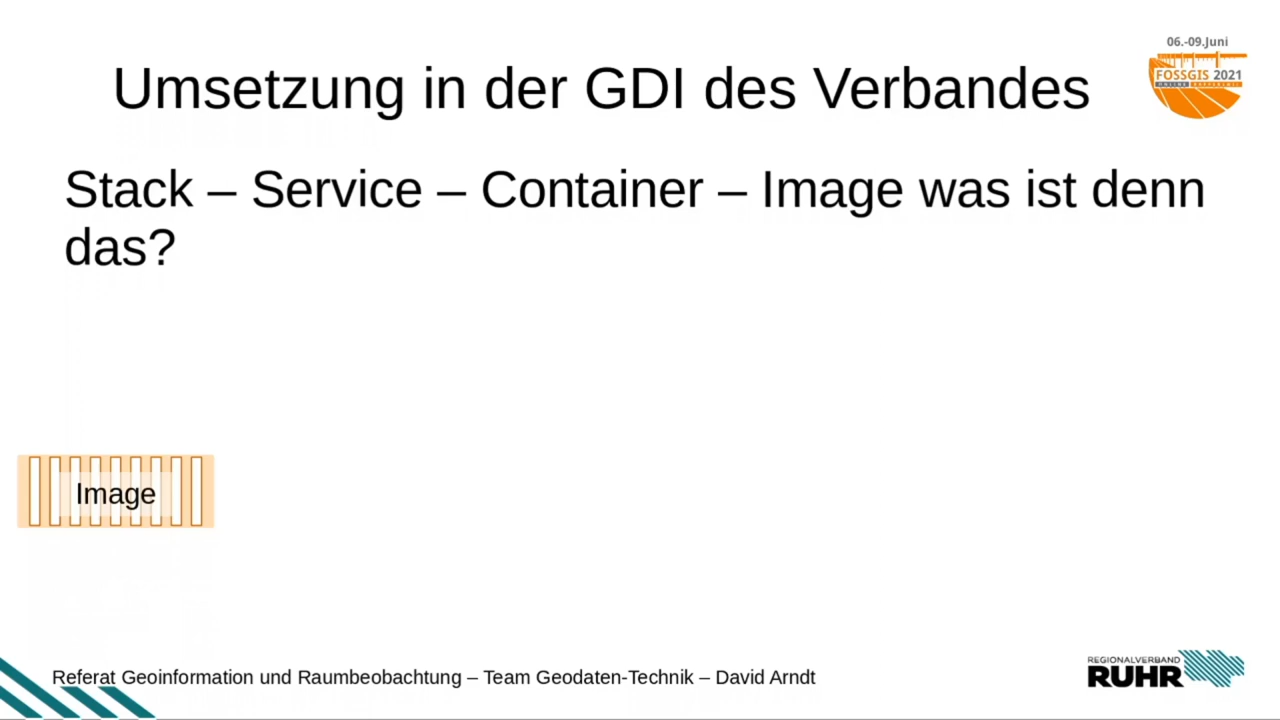 06.-09.Juni
FOSSGIS 2021
Umsetzung in der GDI des Verbandes
Stack – Service – Container – Image was ist denn
das?
Image
Referat Geoinformation und Raumbeobachtung – Team Geodaten-Technik – David Arndt
REGIONALVERBAND
RUHR